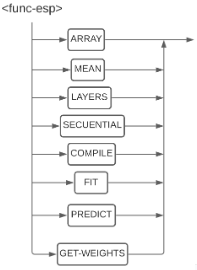 <func-esp>
ARRAY
MEAN
LAYERS
SECUENTIAL
COMPILE
FIT
PREDICT
GET-WEIGHTS